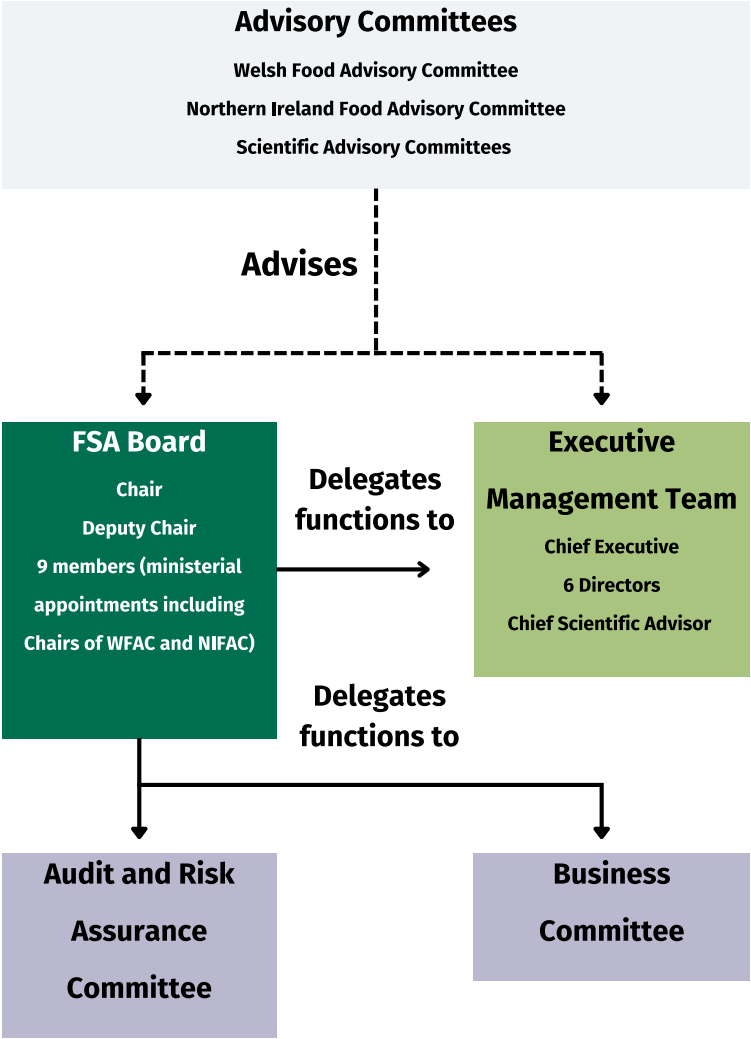 Advisory Committees
Welsh Food Advisory Committee
Northern Ireland Food Advisory Committee
Scientific Advisory Committees
Advises
FSA Board
Chair
Deputy Chair
9 members (ministerial
appointments including
Chairs of WFAC and NIFAC)
Delegates
functions to
Executive
Management Team
Chief Executive
6 Directors
Chief Scientific Advisor
Delegates
functions to
Audit and Risk
Assurance
Committee
Business
Committee